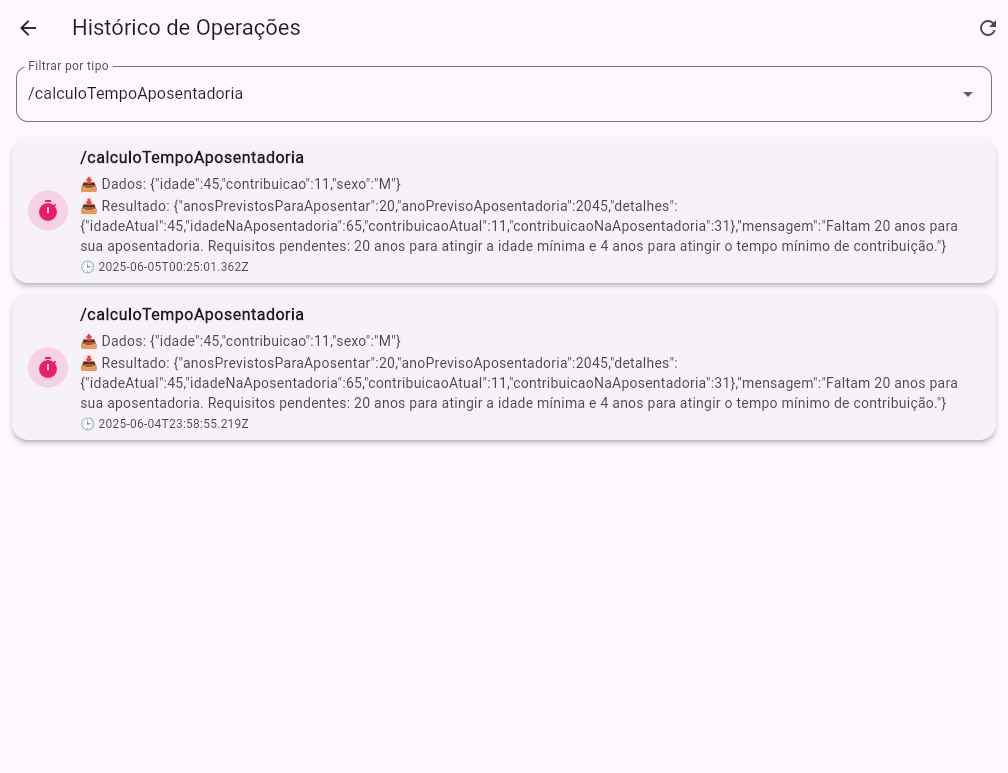 Histórico de Operações
Filtrar por tipo
/calculoTempoAposentadoria
/calculoTempoAposentadoria
📤 Dados: {"idade":45,"contribuicao":11,"sexo":"M"}
📥 Resultado: {"anosPrevistosParaAposentar":20,"anoPrevisoAposentadoria":2045,"detalhes":
{"idadeAtual":45,"idadeNaAposentadoria":65,"contribuicaoAtual":11,"contribuicaoNaAposentadoria":31},"mensagem":"Faltam 20 anos para
sua aposentadoria. Requisitos pendentes: 20 anos para atingir a idade mínima e 4 anos para atingir o tempo mínimo de contribuição."}
🕒 2025-06-05T00:25:01.362Z
/calculoTempoAposentadoria
📤 Dados: {"idade":45,"contribuicao":11,"sexo":"M"}
📥 Resultado: {"anosPrevistosParaAposentar":20,"anoPrevisoAposentadoria":2045,"detalhes":
{"idadeAtual":45,"idadeNaAposentadoria":65,"contribuicaoAtual":11,"contribuicaoNaAposentadoria":31},"mensagem":"Faltam 20 anos para
sua aposentadoria. Requisitos pendentes: 20 anos para atingir a idade mínima e 4 anos para atingir o tempo mínimo de contribuição."}
🕒 2025-06-04T23:58:55.219Z